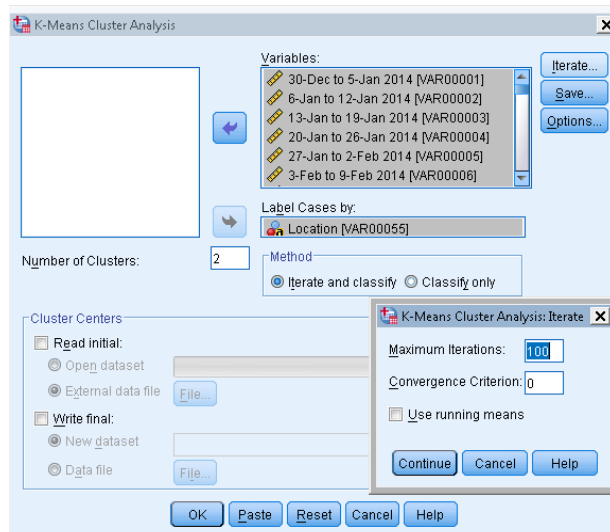 K-Means Cluster Analysis
Variables:
30-Dec to 5-Jan 2014 [VAR00001]
6-Jan to 12-Jan 2014 [VAR00002]
13-Jan to 19-Jan 2014 [VAR00003]
20-Jan to 26-Jan 2014 [VAR00004]
27-Jan to 2-Feb 2014 [VAR00005]
3-Feb to 9-Feb 2014 [VAR00006]
Iterate...
Save...
Options...
Label Cases by:
Location [VAR00055]
Number of Clusters: 2
Method
Iterate and classify Classify only
Cluster Centers
Read initial:
Open dataset
External data file File...
Write final:
New dataset
Data file File...
K-Means Cluster Analysis: Iterate
Maximum Iterations: 100
Convergence Criterion: 0
Use running means
Continue Cancel Help
OK Paste Reset Cancel Help